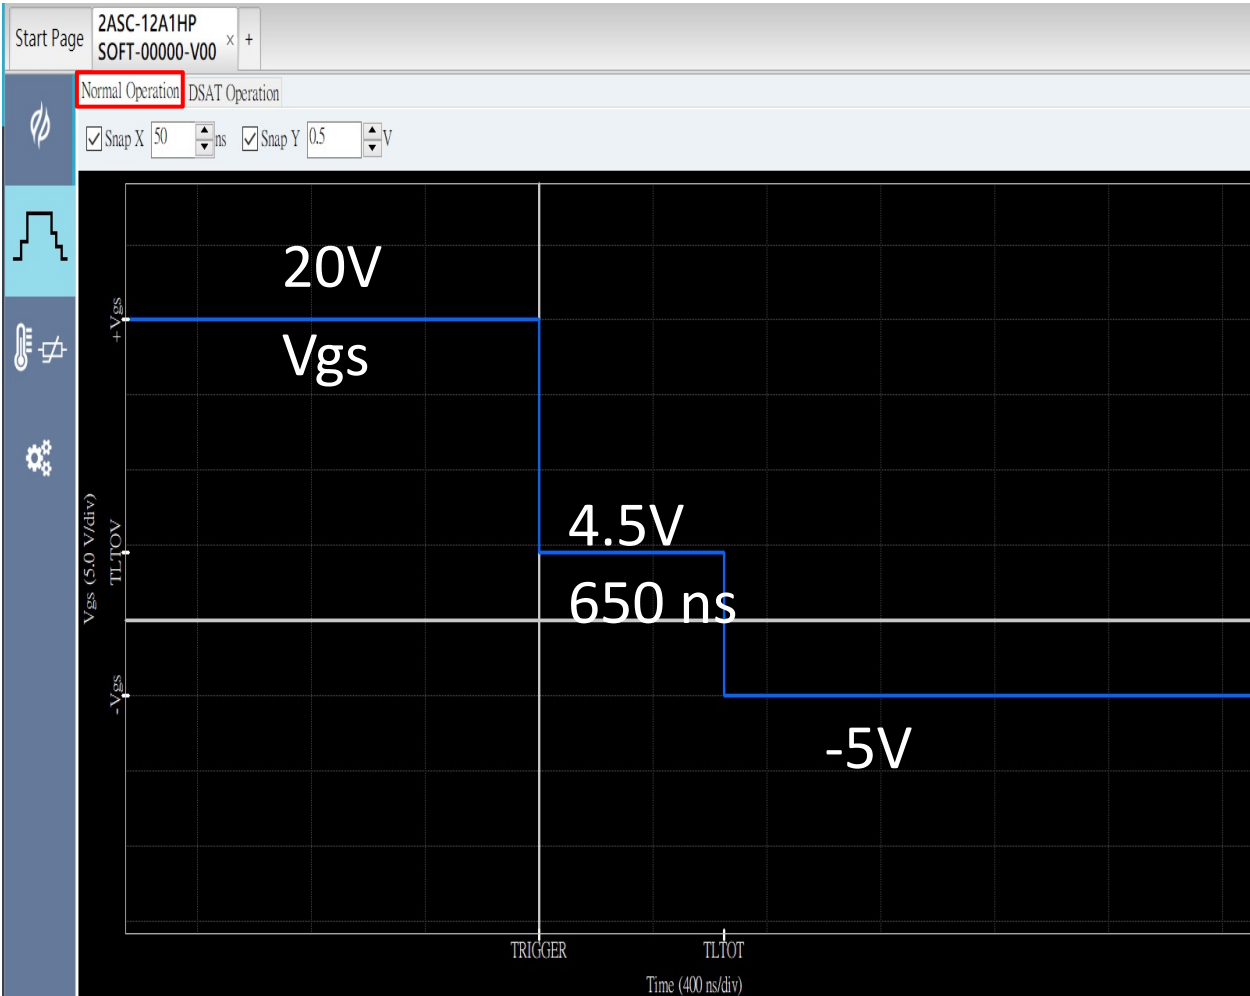 Start Page
2ASC-12A1HP
SOFT-00000-V00
× +
Normal Operation
DSAT Operation
Snap X 50 ns
Snap Y 0.5 V
20V
+Vgs
Vgs
4.5V
Vgs (5.0 V/div)
TLTOV
650 ns
-Vgs
-5V
TRIGGER
TLTOT
Time (400 ns/div)